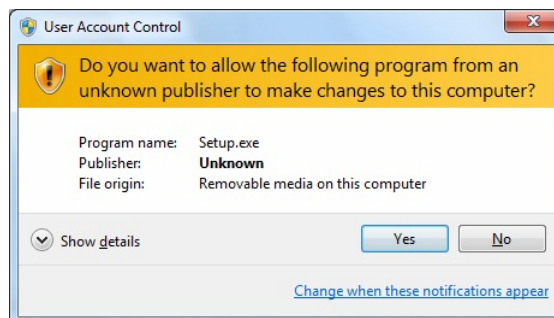 User Account Control
X
Do you want to allow the following program from an
unknown publisher to make changes to this computer?
Program name: Setup.exe
Publisher: Unknown
File origin: Removable media on this computer
Show details
Yes
No
Change when these notifications appear